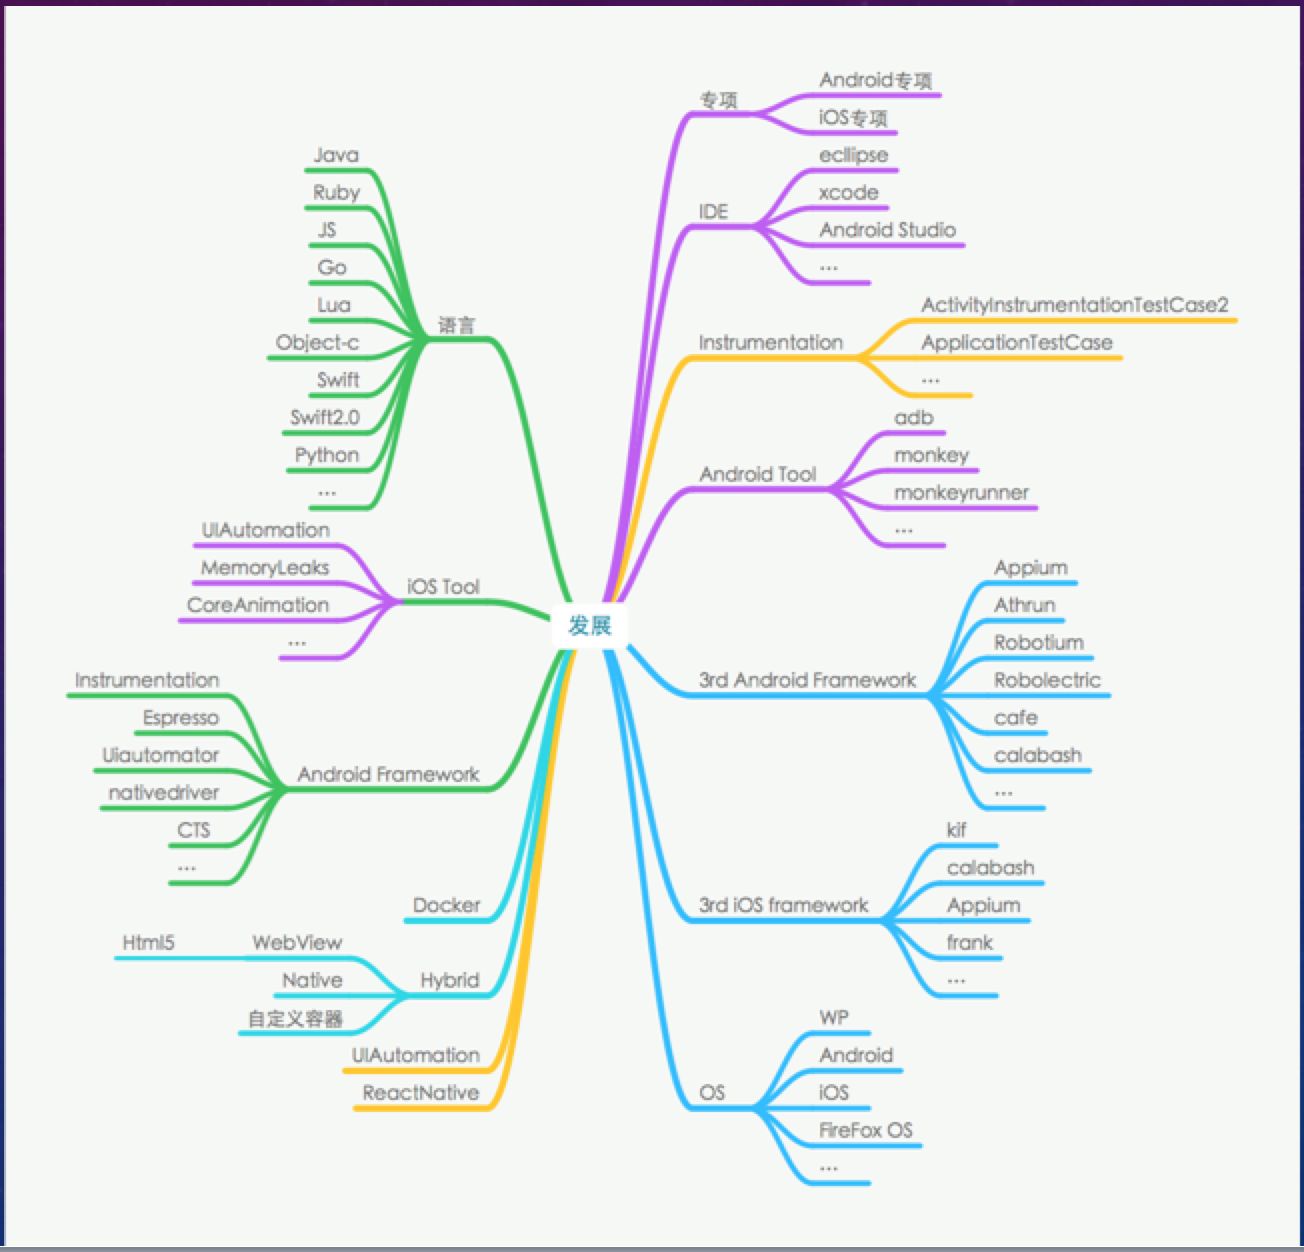 发展
专项
Android专项
iOS专项
IDE
ecllipse
xcode
Android Studio
...
Instrumentation
ActivityInstrumentationTestCase2
ApplicationTestCase
...
Android Tool
adb
monkey
monkeyrunner
...
3rd Android Framework
Appium
Athrun
Robotium
Robolectric
cafe
calabash
...
3rd iOS framework
kif
calabash
Appium
frank
...
OS
WP
Android
iOS
FireFox OS
...
语言
Java
Ruby
JS
Go
Lua
Object-c
Swift
Swift2.0
Python
...
iOS Tool
UIAutomation
MemoryLeaks
CoreAnimation
...
Android Framework
Instrumentation
Espresso
Uiautomator
nativedriver
CTS
...
Docker
Hybrid
WebView
Html5
Native
自定义容器
UIAutomation
ReactNative